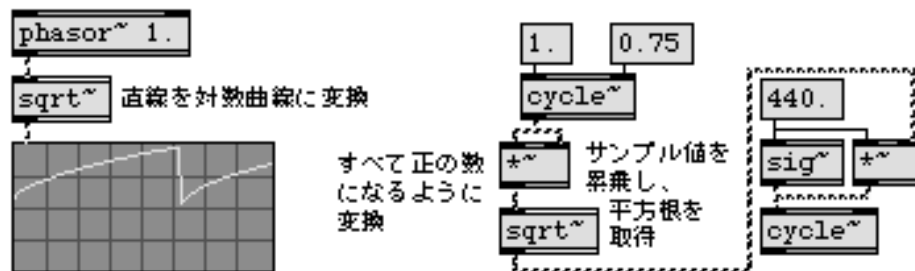 phasor~ 1.
sqrt~
直線を対数曲線に変換
1.
0.75
cycle~
すべて正の数
になるように
変換
*~
サンプル値を
累乗し、
平方根を
取得
sqrt~
440.
sig~
*~
cycle~